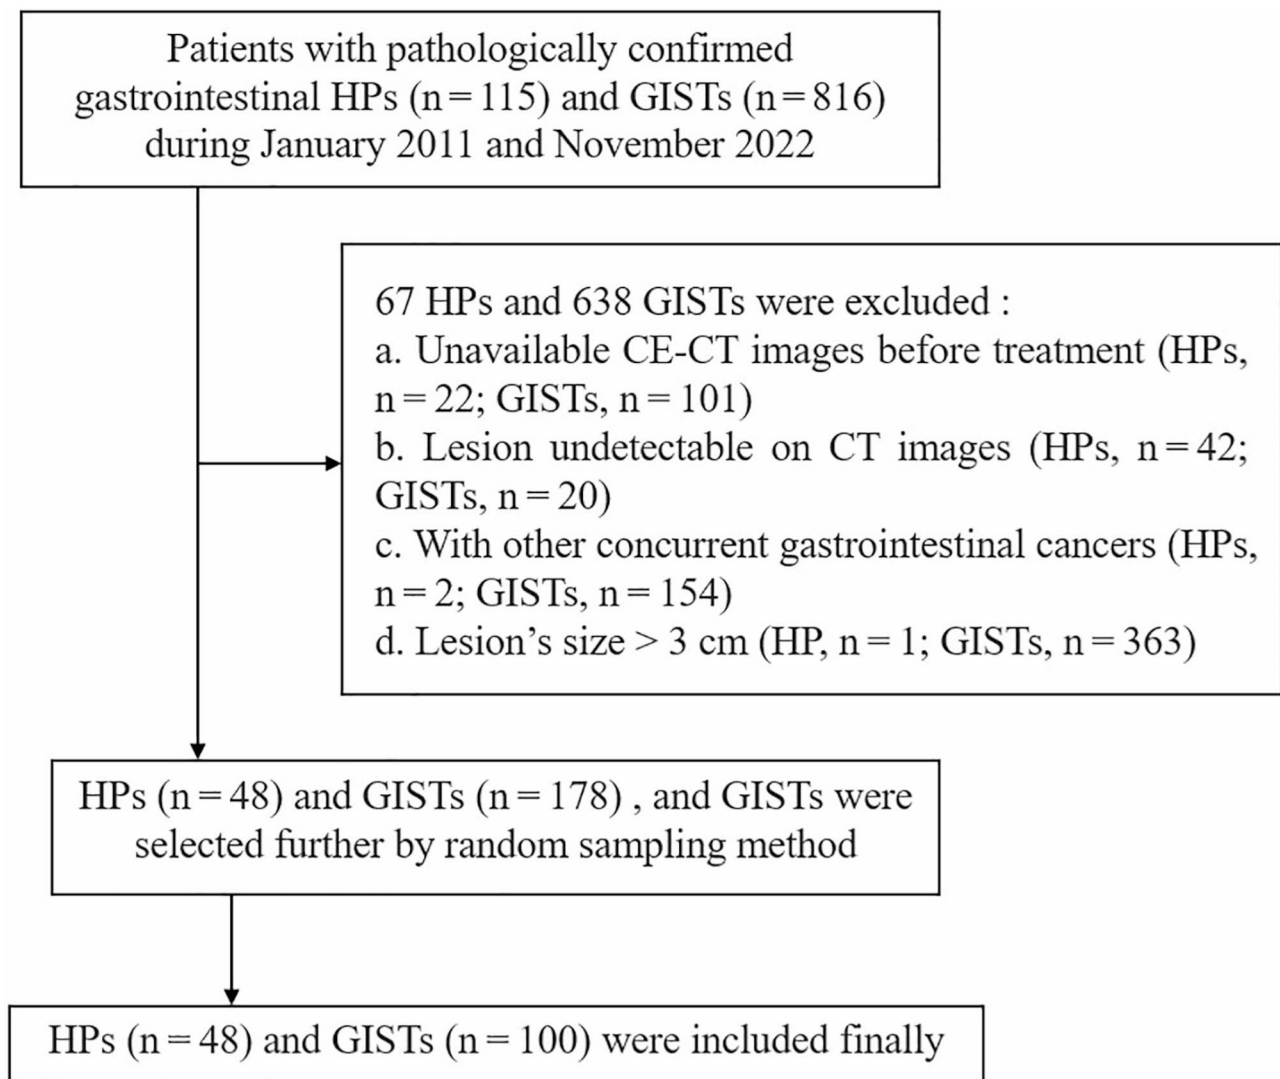 Patients with pathologically confirmed
gastrointestinal HPs (n = 115) and GISTs (n = 816)
during January 2011 and November 2022
67 HPs and 638 GISTs were excluded :
a. Unavailable CE-CT images before treatment (HPs,
n = 22; GISTs, n = 101)
b. Lesion undetectable on CT images (HPs, n = 42;
GISTs, n = 20)
c. With other concurrent gastrointestinal cancers (HPs,
n = 2; GISTs, n = 154)
d. Lesion’s size > 3 cm (HP, n = 1; GISTs, n = 363)
HPs (n = 48) and GISTs (n = 178) , and GISTs were
selected further by random sampling method
HPs (n = 48) and GISTs (n = 100) were included finally